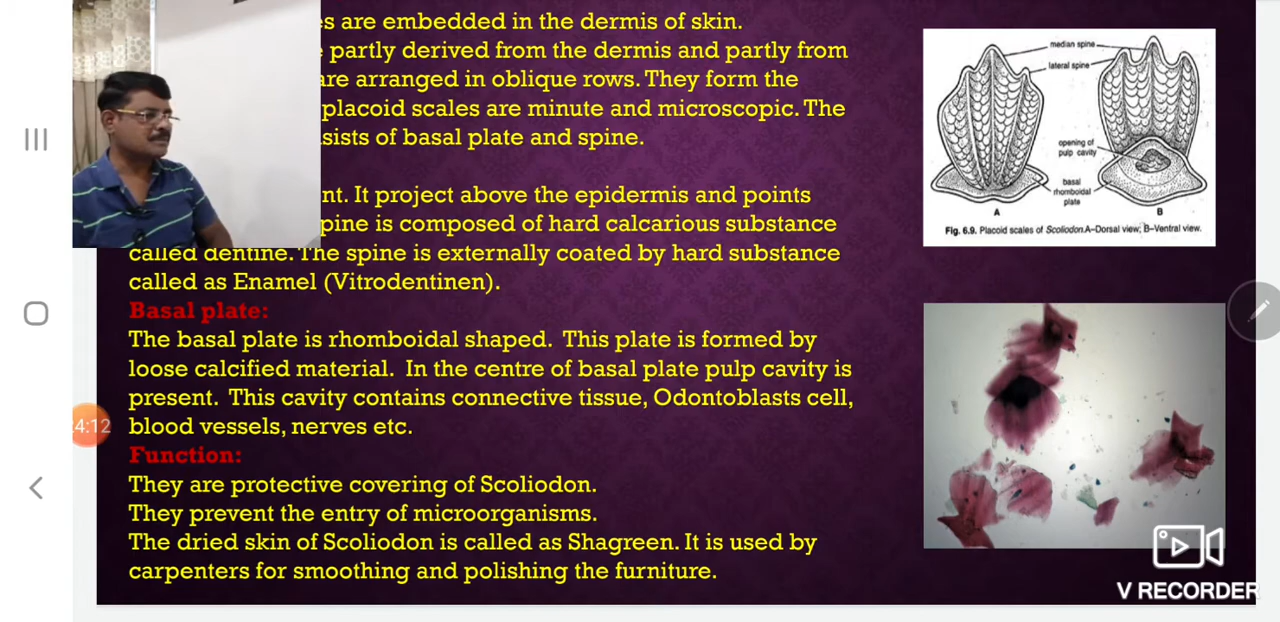 s are embedded in the dermis of skin.
partly derived from the dermis and partly from
are arranged in oblique rows. They form the
placoid scales are minute and microscopic. The
sists of basal plate and spine.
nt. It project above the epidermis and points
pine is composed of hard calcarious substance
called dentine. The spine is externally coated by hard substance
called as Enamel (Vitrodentinen).
Basal plate:
The basal plate is rhomboidal shaped. This plate is formed by
loose calcified material. In the centre of basal plate pulp cavity is
present. This cavity contains connective tissue, Odontoblasts cell,
blood vessels, nerves etc.
Function:
They are protective covering of Scoliodon.
They prevent the entry of microorganisms.
The dried skin of Scoliodon is called as Shagreen. It is used by
carpenters for smoothing and polishing the furniture.
median spine
lateral spine
opening of
pulp cavity
basal
rhomboidal
plate
A
B
Fig. 6.9. Placoid scales of Scoliodon. A–Dorsal view; B–Ventral view.
4:12
V RECORDER